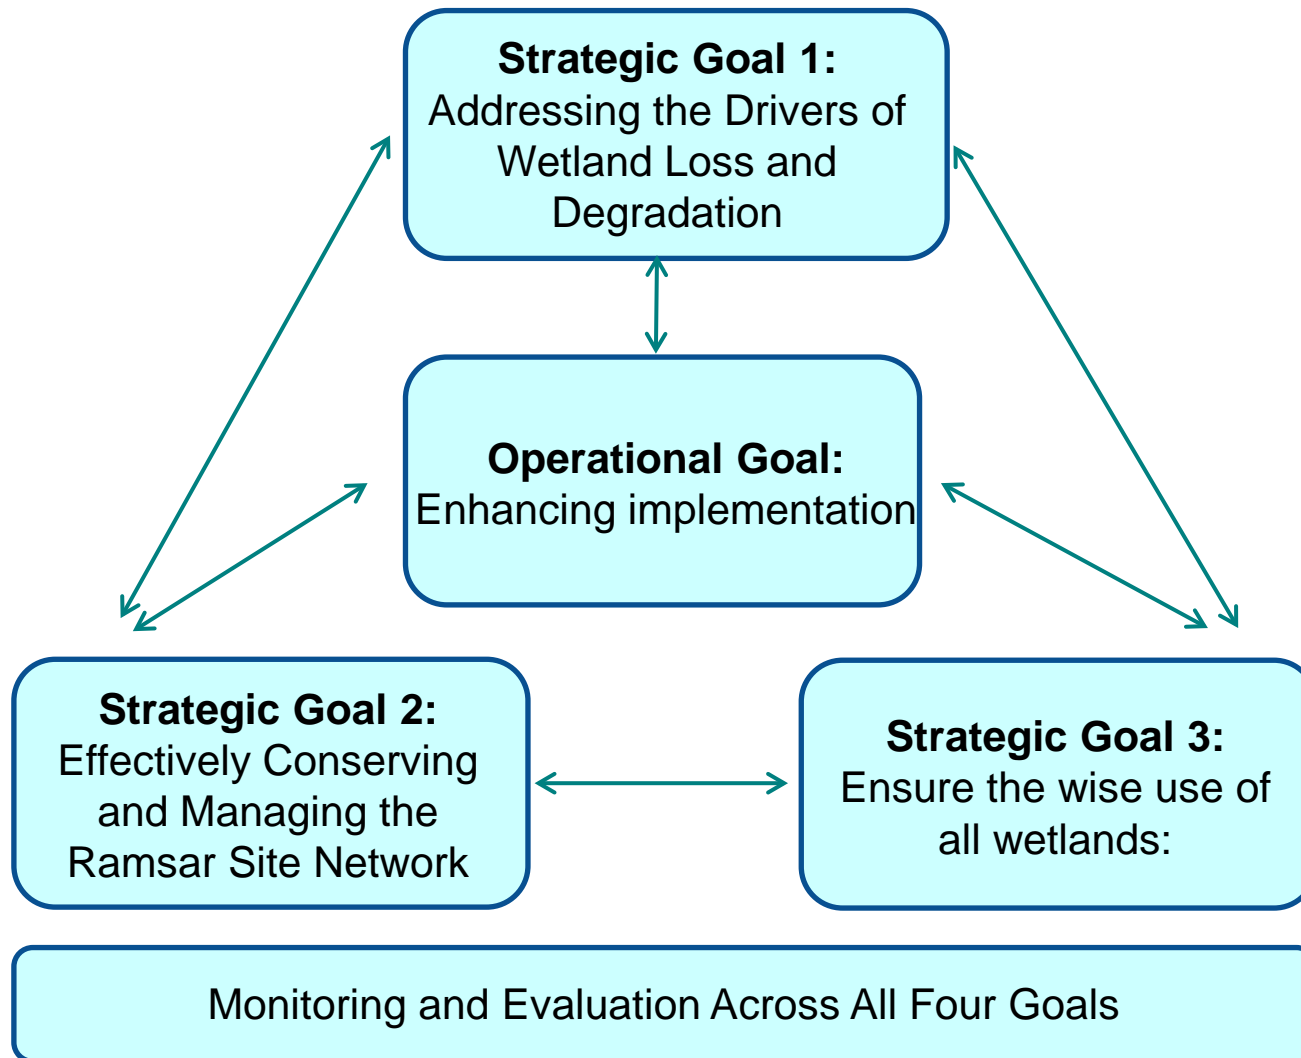 Strategic Goal 1:
Addressing the Drivers of
Wetland Loss and
Degradation
Operational Goal:
Enhancing implementation
Strategic Goal 2:
Effectively Conserving
and Managing the
Ramsar Site Network
Strategic Goal 3:
Ensure the wise use of
all wetlands:
Monitoring and Evaluation Across All Four Goals